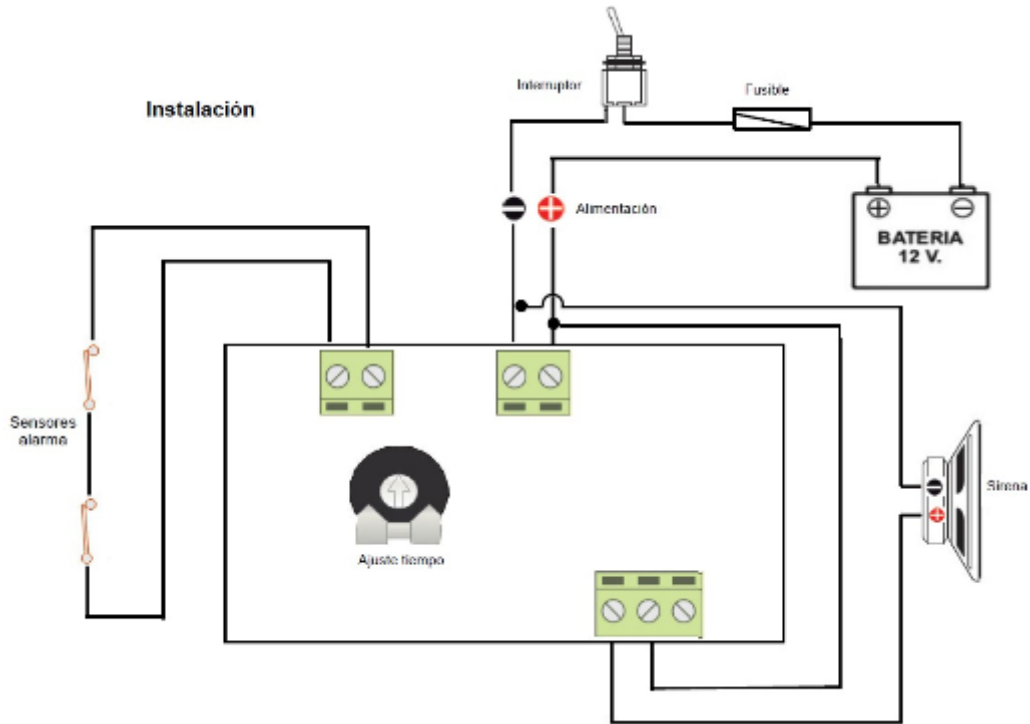 Instalación
Interruptor
Fusible
Alimentación
BATERIA
12 V.
Sensores
alarma
Sirena
Ajuste tiempo